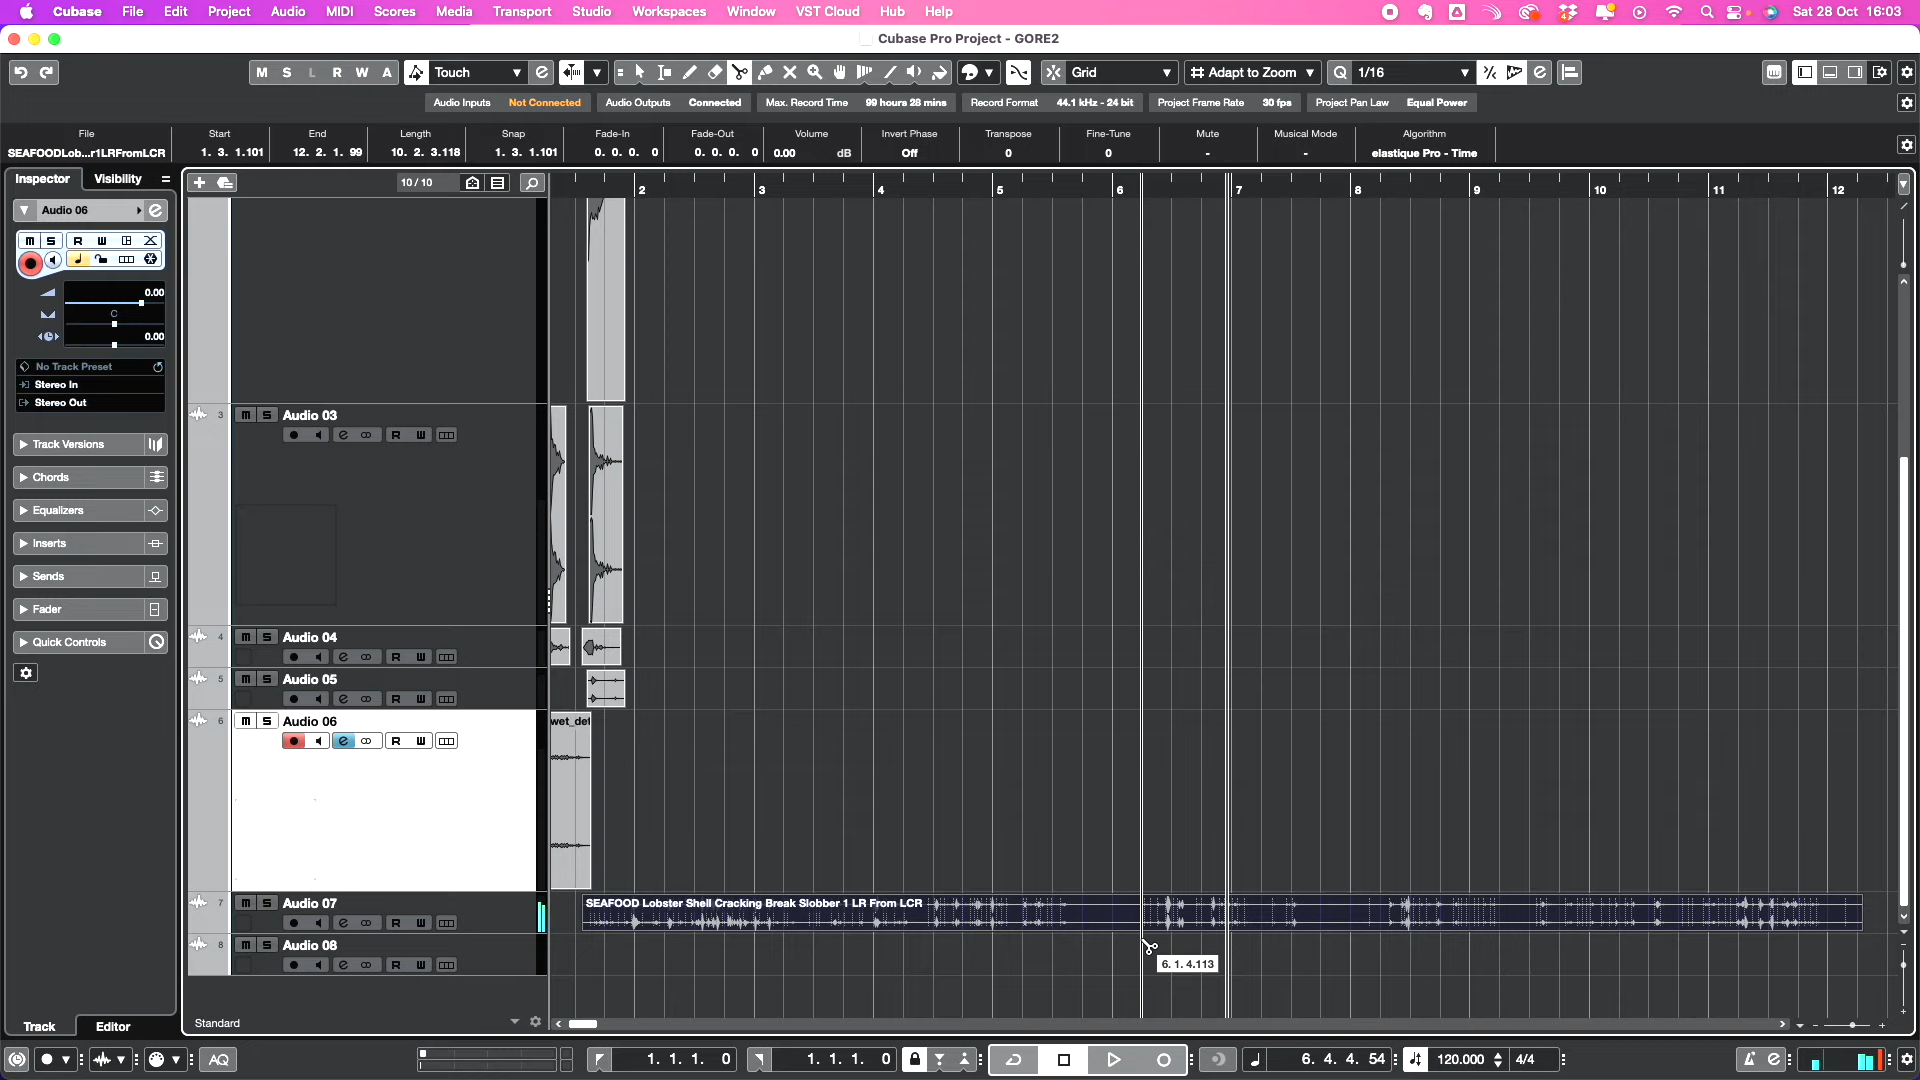 Cubase File Edit Project Audio MIDI Scores Media Transport Studio Workspaces Window VST Cloud Hub Help Sat 28 Oct 16:03
Cubase Pro Project - GORE2
M S L R W A Touch Grid Adapt to Zoom Q 1/16
Audio Inputs Not Connected Audio Outputs Connected Max. Record Time 99 hours 28 mins Record Format 44.1 kHz - 24 bit Project Frame Rate 30 fps Project Pan Law Equal Power
File Start End Length Snap Fade-In Fade-Out Volume Invert Phase Transpose Fine-Tune Mute Musical Mode Algorithm
SEAFOODLob...r1LRFromLCR 1. 3. 1.101 12. 2. 1. 99 10. 2. 3.118 1. 3. 1.101 0. 0. 0. 0 0. 0. 0. 0 0.00 dB Off 0 0 - - elastique Pro - Time
Inspector Visibility
10 / 10
2 3 4 5 6 7 8 9 10 11 12
Audio 06
M S R W
0.00
C
0.00
No Track Preset
Stereo In
Stereo Out
Track Versions
Chords
Equalizers
Inserts
Sends
Fader
Quick Controls
3 M S Audio 03
R W
4 M S Audio 04
R W
5 M S Audio 05
R W
6 M S Audio 06
R W
wet_det
7 M S Audio 07
R W
SEAFOOD Lobster Shell Cracking Break Slobber 1 LR From LCR
8 M S Audio 08
R W
6. 1. 4.113
Standard
Track Editor
AQ 1. 1. 1. 0 1. 1. 1. 0 6. 4. 4. 54 120.000 4/4